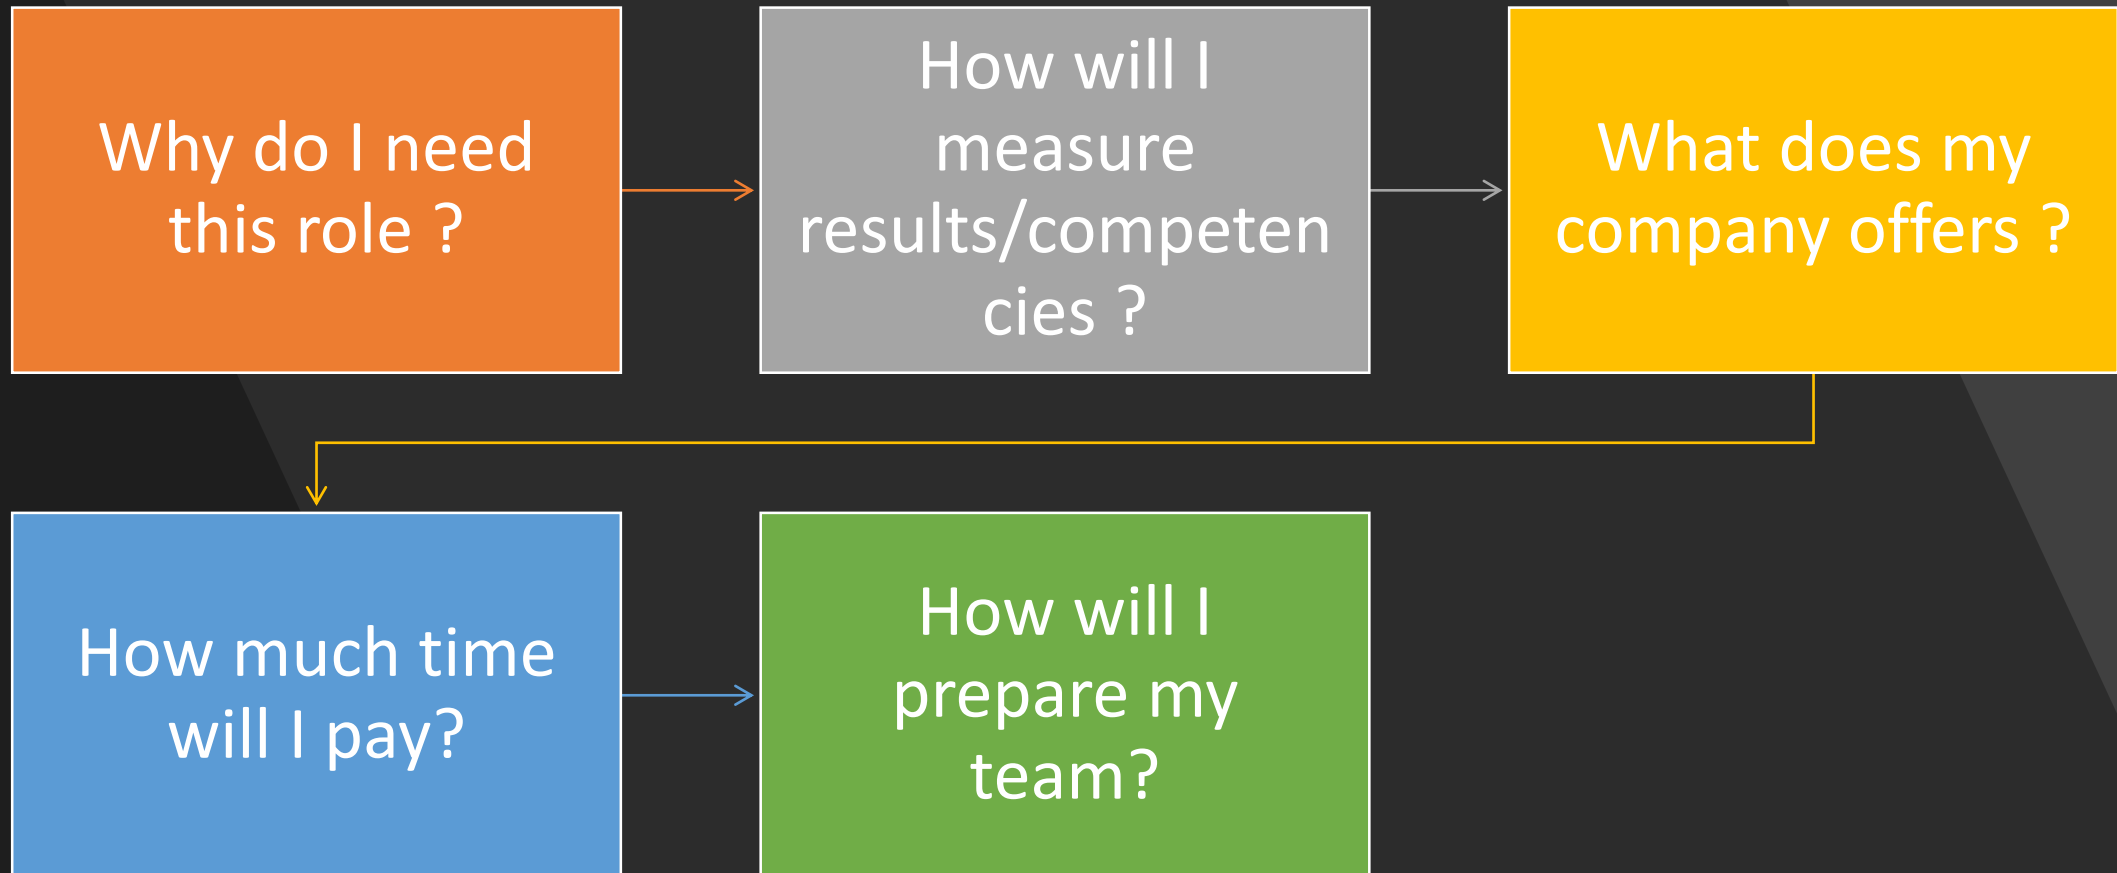 Why do I need
this role ?
How will I
measure
results/competen
cies ?
What does my
company offers ?
How much time
will I pay?
How will I
prepare my
team?